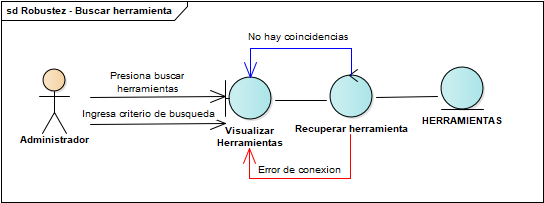 sd Robustez - Buscar herramienta
No hay coincidencias
Presiona buscar
herramientas
Ingresa criterio de busqueda
Administrador
Visualizar
Herramientas
Recuperar herramienta
HERRAMIENTAS
Error de conexion